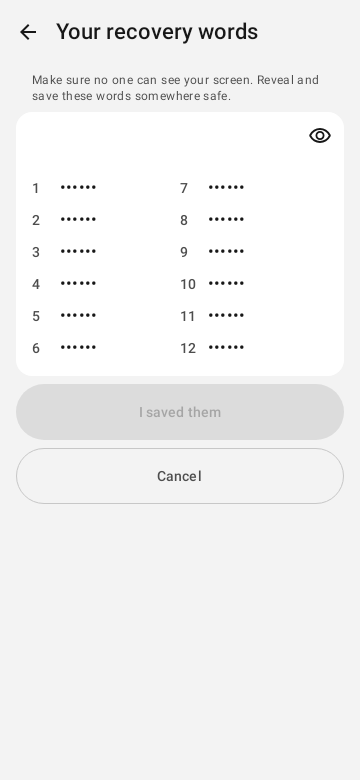 Your recovery words
Make sure no one can see your screen. Reveal and
save these words somewhere safe.
1 ••••••
7 ••••••
2 ••••••
8 ••••••
3 ••••••
9 ••••••
4 ••••••
10 ••••••
5 ••••••
11 ••••••
6 ••••••
12 ••••••
I saved them
Cancel